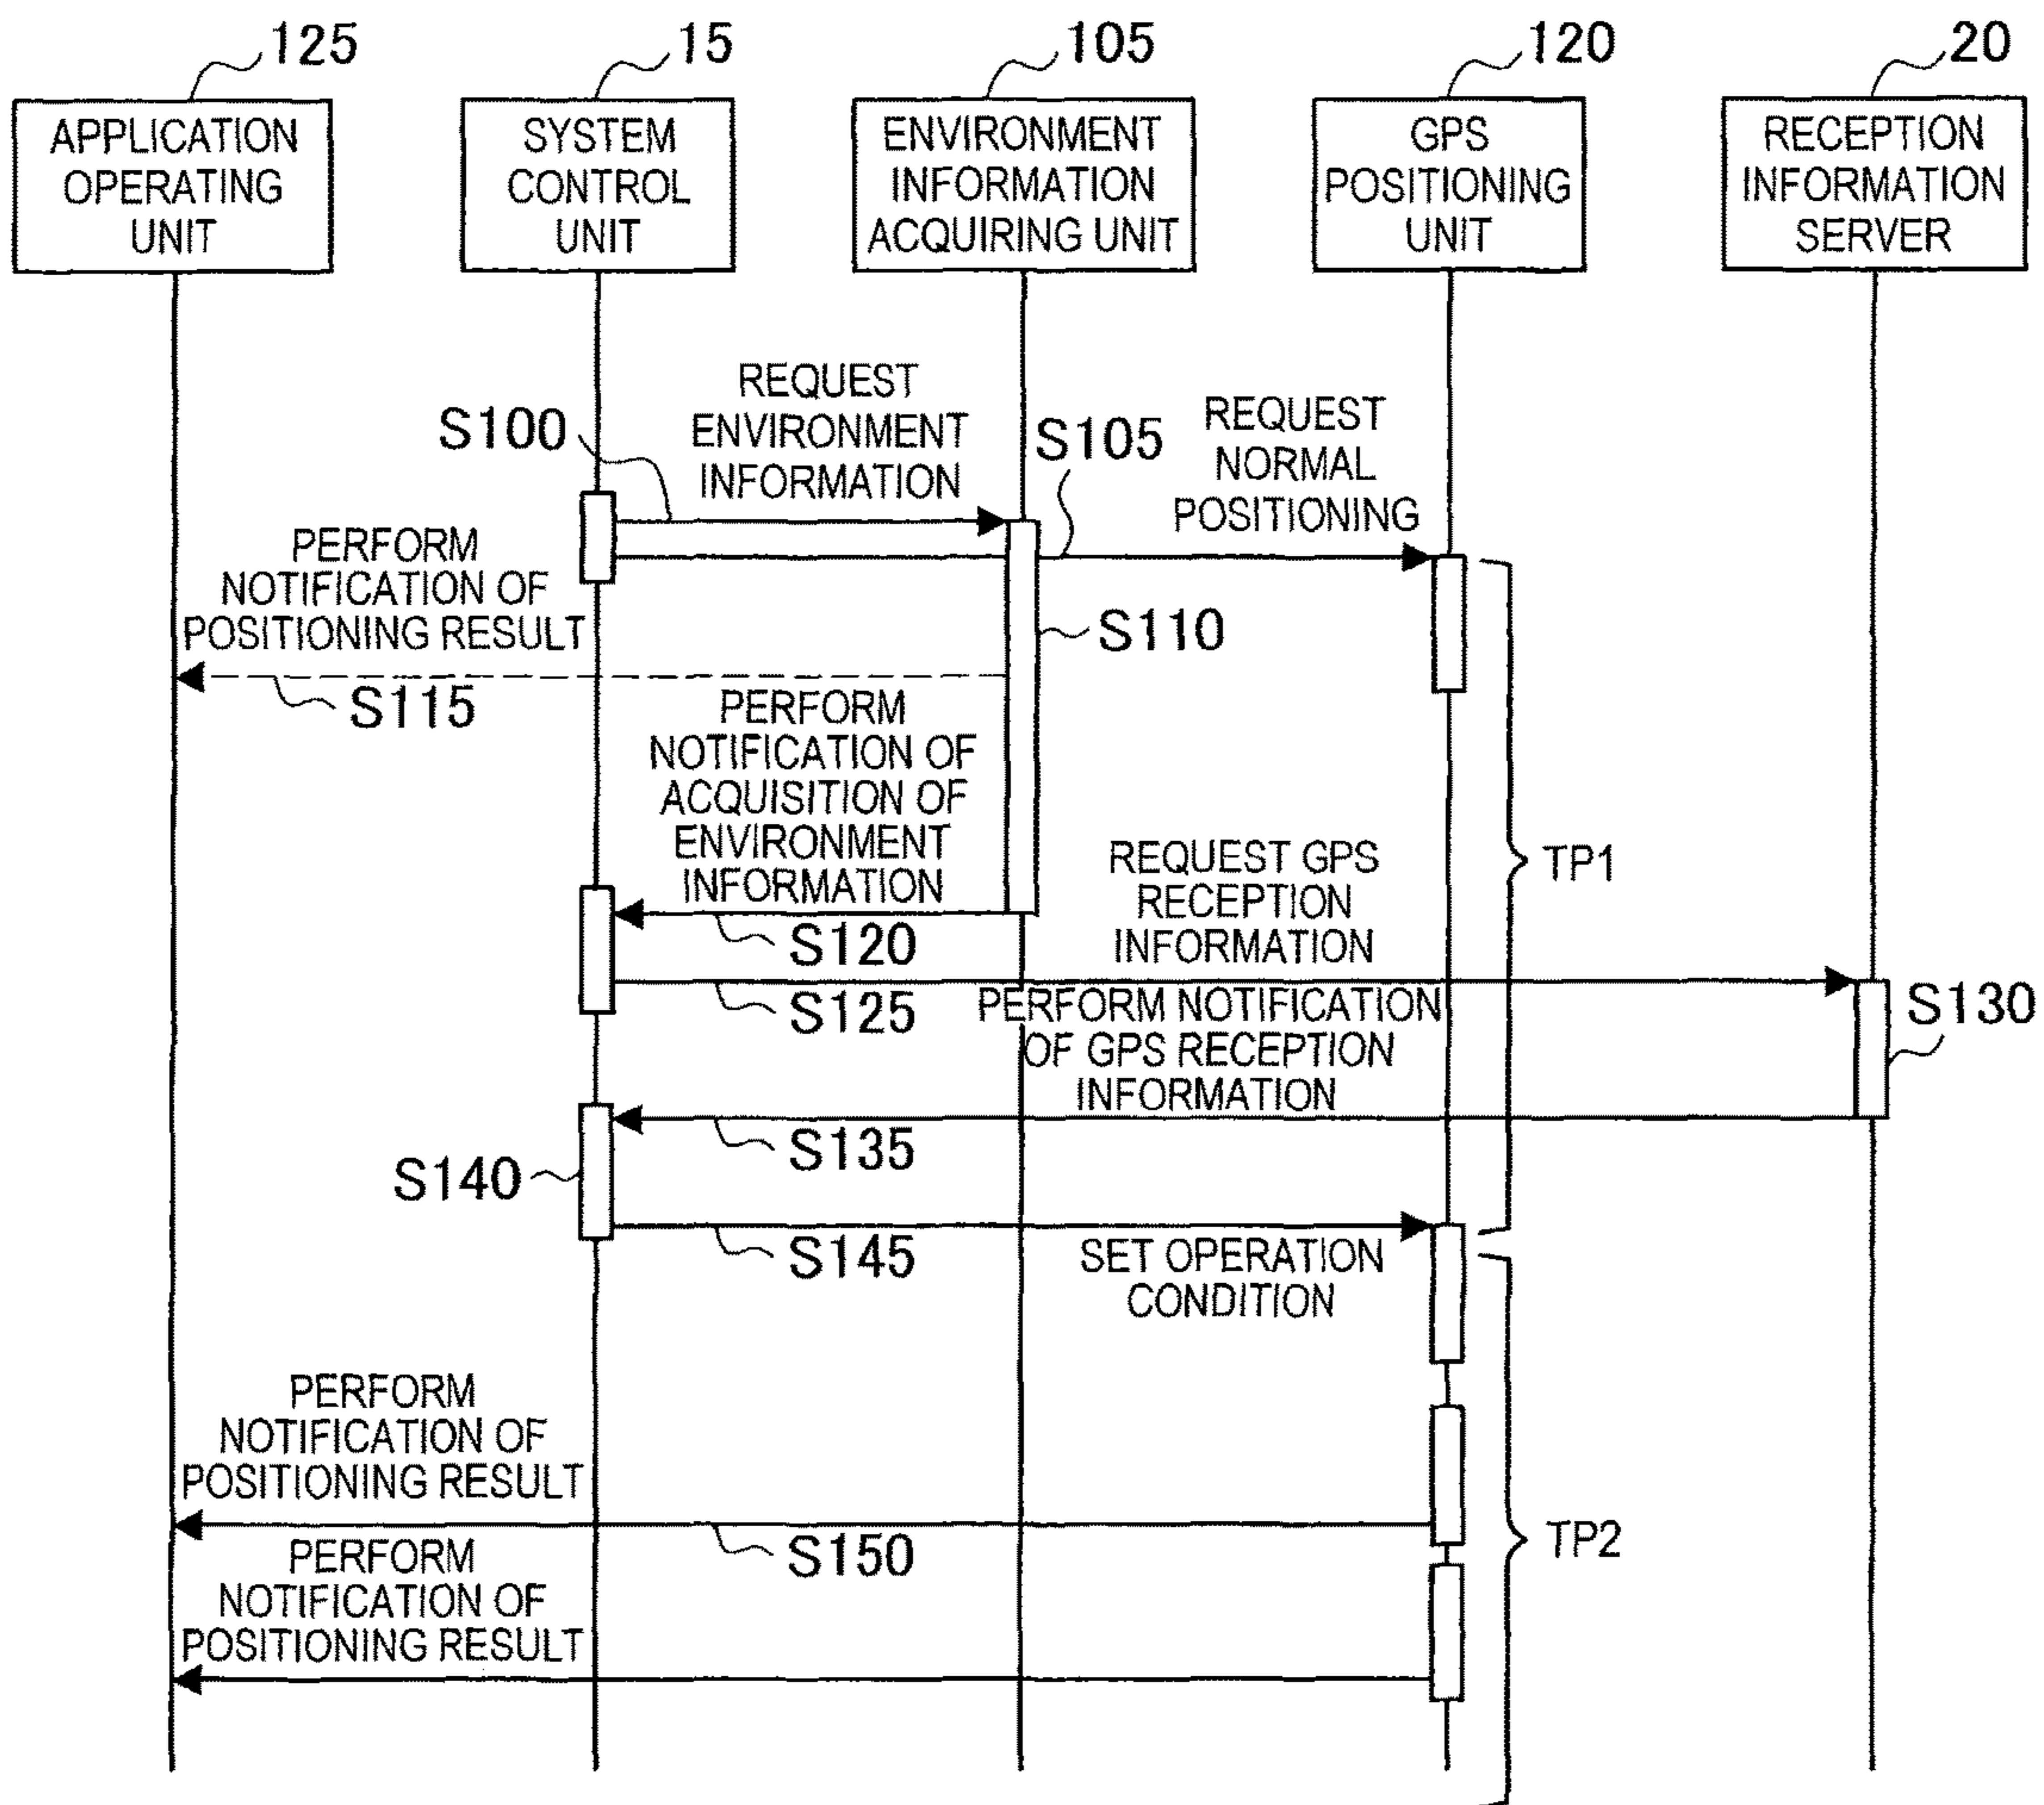 125
15
105
120
20
APPLICATION
OPERATING
UNIT
SYSTEM
CONTROL
UNIT
ENVIRONMENT
INFORMATION
ACQUIRING UNIT
GPS
POSITIONING
UNIT
RECEPTION
INFORMATION
SERVER
S100
REQUEST
ENVIRONMENT
INFORMATION
S105
REQUEST
NORMAL
POSITIONING
PERFORM
NOTIFICATION OF
POSITIONING RESULT
S110
S115
PERFORM
NOTIFICATION OF
ACQUISITION OF
ENVIRONMENT
INFORMATION
TP1
S120
REQUEST GPS
RECEPTION
INFORMATION
S125
PERFORM NOTIFICATION
OF GPS RECEPTION
INFORMATION
S130
S135
S140
S145
SET OPERATION
CONDITION
PERFORM
NOTIFICATION OF
POSITIONING RESULT
S150
TP2
PERFORM
NOTIFICATION OF
POSITIONING RESULT